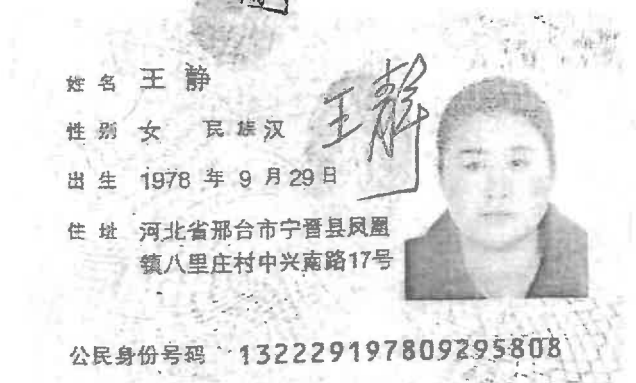 姓名 王静
王静
性别 女 民族 汉
出生 1978 年 9 月 29 日
住址 河北省邢台市宁晋县凤凰
镇八里庄村中兴南路17号
公民身份号码 132229197809295808